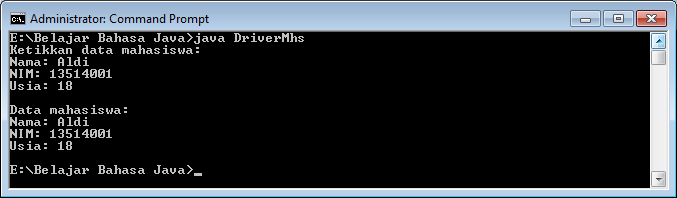 Administrator: Command Prompt
E:\Belajar Bahasa Java>java DriverMhs
Ketikkan data mahasiswa:
Nama: Aldi
NIM: 13514001
Usia: 18
Data mahasiswa:
Nama: Aldi
NIM: 13514001
Usia: 18
E:\Belajar Bahasa Java>_